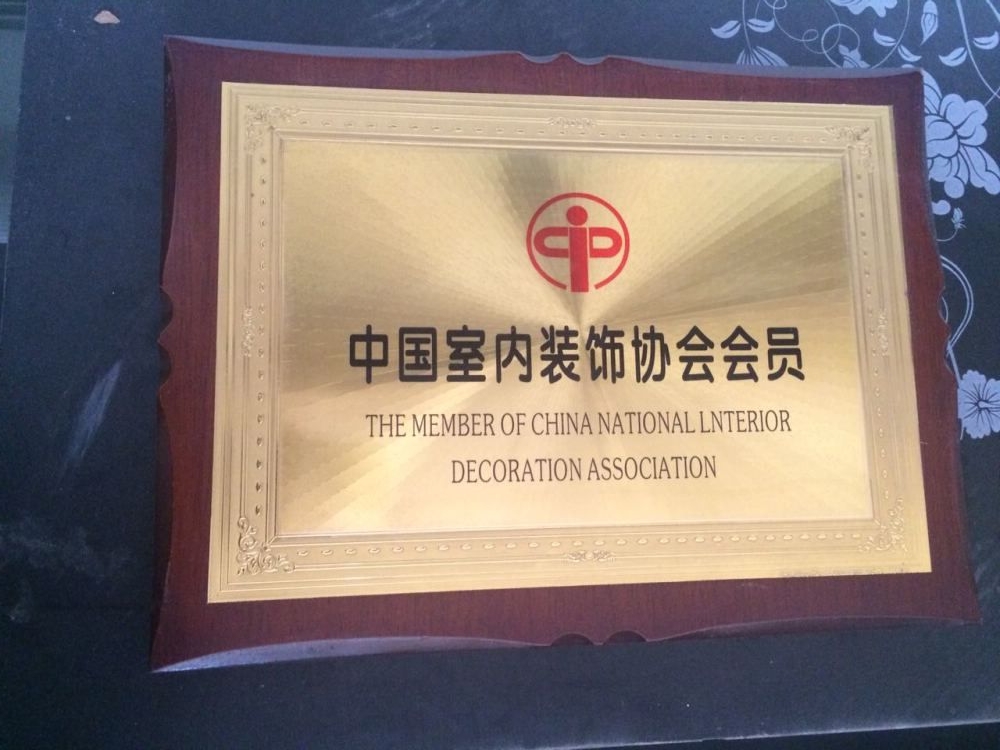 中国室内装饰协会会员
THE MEMBER OF CHINA NATIONAL LNTERIOR
DECORATION ASSOCIATION